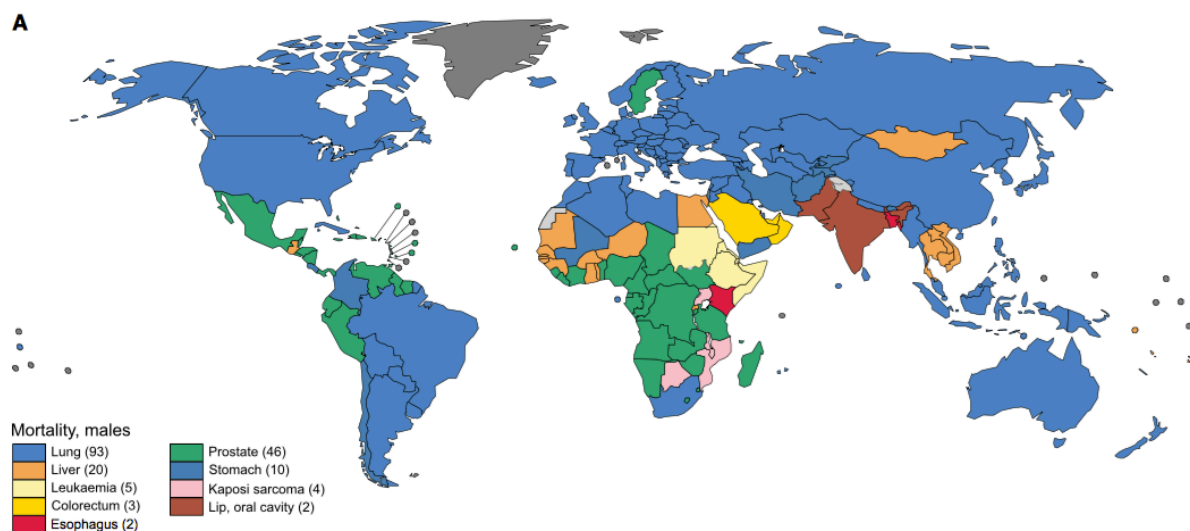 A
Mortality, males
Lung (93)
Liver (20)
Leukaemia (5)
Colorectum (3)
Esophagus (2)
Prostate (46)
Stomach (10)
Kaposi sarcoma (4)
Lip, oral cavity (2)